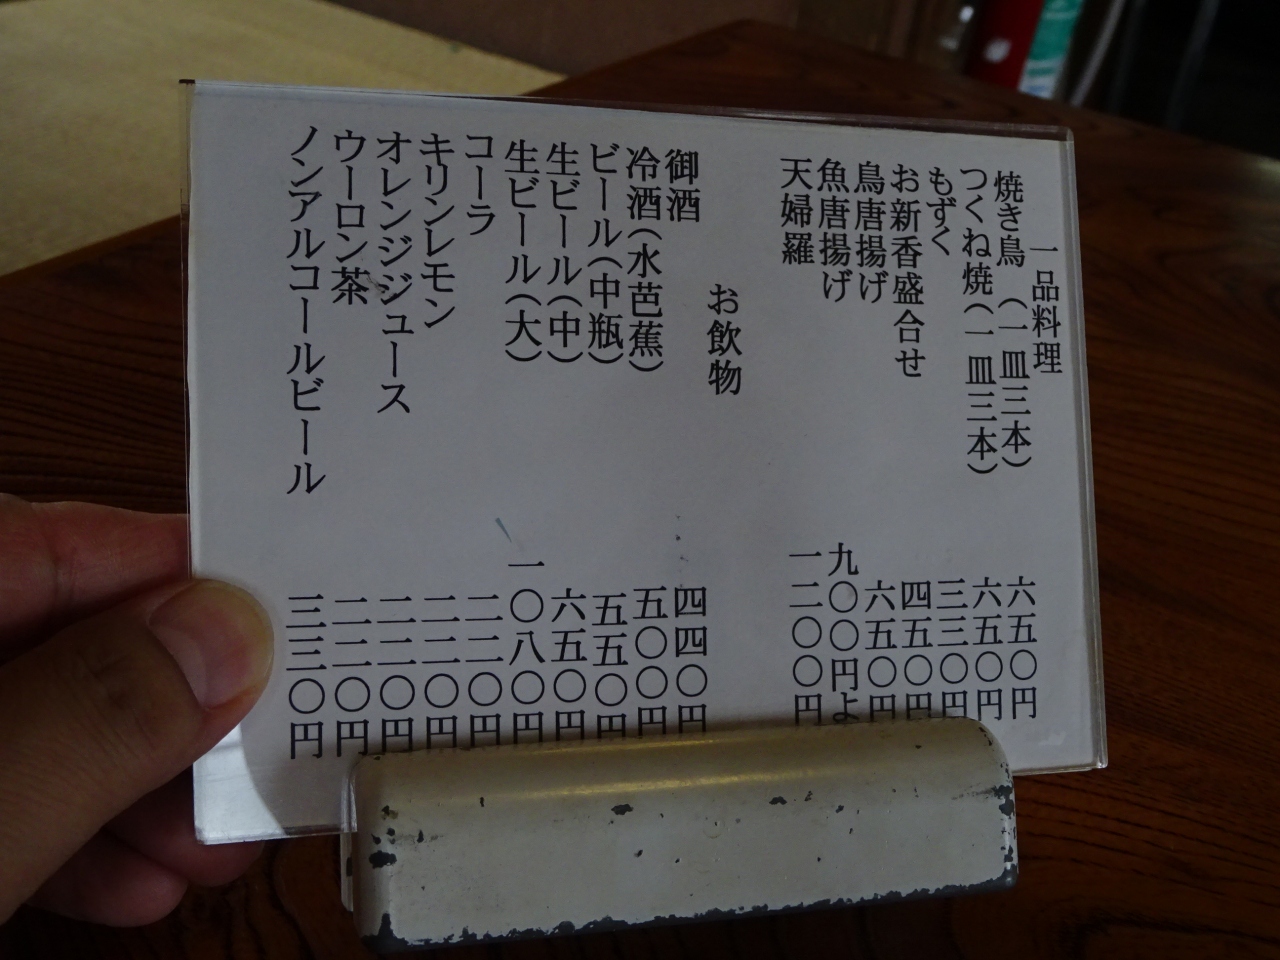 一品料理
焼き鳥 (一皿三本) 六五〇円
つくね焼(一皿三本) 六五〇円
もずく 三三〇円
お新香盛合せ 四五〇円
鳥唐揚げ 六五〇円
魚唐揚げ 九〇〇円よ
天婦羅 一二〇〇円
お飲物
御酒 四四〇円
冷酒(水芭蕉) 五〇〇円
ビール(中瓶) 五五〇円
生ビール(中) 六五〇円
生ビール(大) 一〇八〇円
コーラ 二二〇円
キリンレモン 二二〇円
オレンジジュース 二二〇円
ウーロン茶 二二〇円
ノンアルコールビール 三三〇円